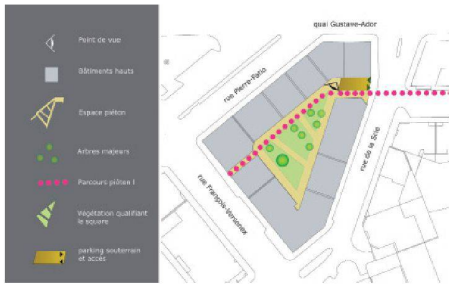 Point de vue
Bâtiments hauts
Espace piéton
Arbres majeurs
Parcours piéton I
Végétation qualifiant
le square
parking souterrain
et accès
quai Gustave-Ador
rue Pierre-Fatio
rue de la Scie
rue François-Versonnex